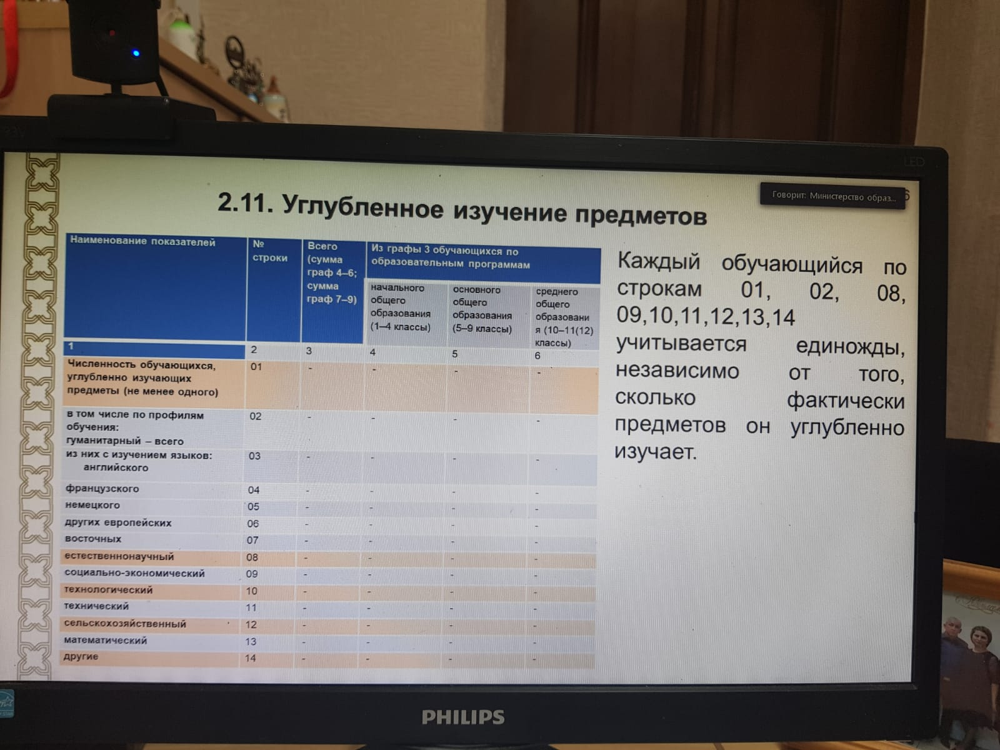 LED
Говорит: Министерство образ...
6
2.11. Углубленное изучение предметов
Наименование показателей
№
строки
Всего
(сумма
граф 4–6;
сумма
граф 7–9)
Из графы 3 обучающихся по
образовательным программам
начального
общего
образования
(1–4 классы)
основного
общего
образования
(5–9 классы)
среднего
общего
образовани
я (10–11(12)
классы)
1 2 3 4 5 6
Численность обучающихся, 01 - - - -
углубленно изучающих
предметы (не менее одного)
в том числе по профилям 02 - - - -
обучения:
гуманитарный – всего
из них с изучением языков: 03 - - - -
английского
французского 04 - - - -
немецкого 05 - - - -
других европейских 06 - - - -
восточных 07 - - - -
естественнонаучный 08 - - - -
социально-экономический 09 - - - -
технологический 10 - - - -
технический 11 - - - -
сельскохозяйственный 12 - - - -
математический 13 - - - -
другие 14 - - - -
Каждый обучающийся по
строкам 01, 02, 08,
09,10,11,12,13,14
учитывается единожды,
независимо от того,
сколько фактически
предметов он углубленно
изучает.
PHILIPS